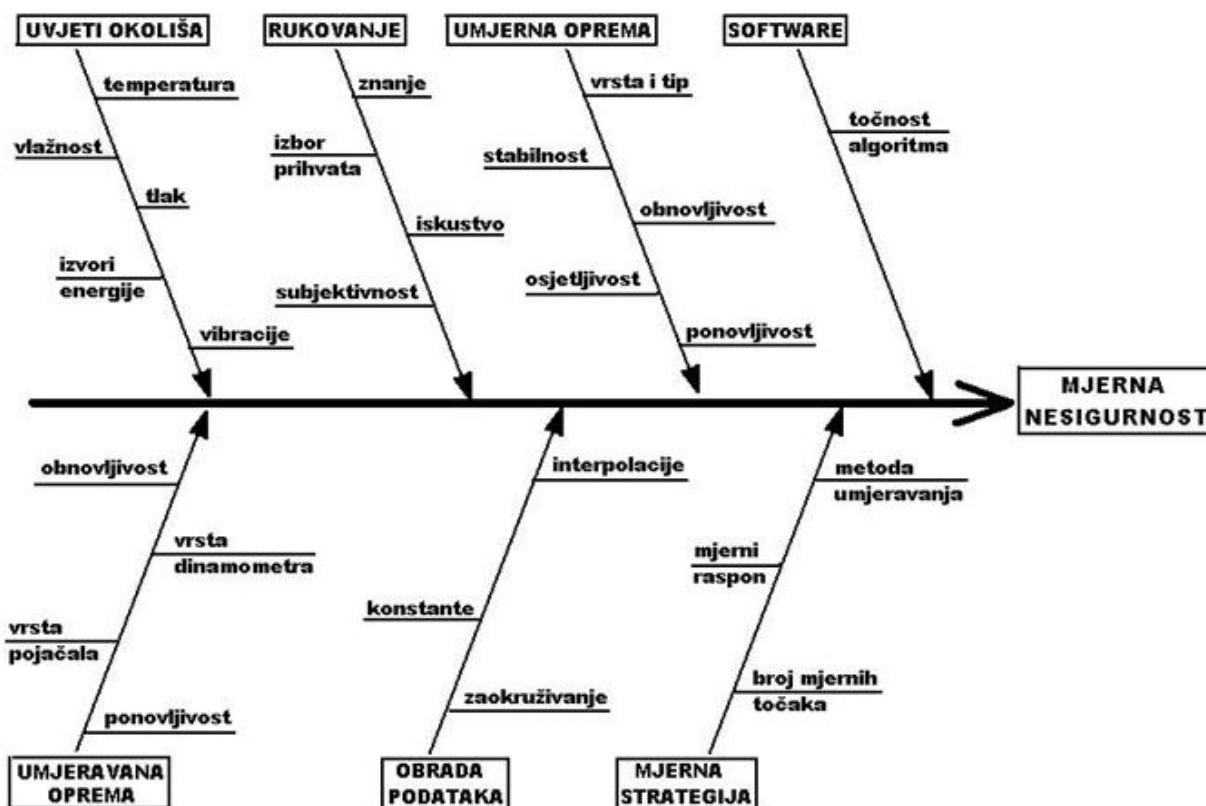 UVJETI OKOLIŠA
RUKOVANJE
UMJERNA OPREMA
SOFTWARE
temperatura
vlažnost
tlak
izvori
energije
vibracije
znanje
izbor
prihvata
iskustvo
subjektivnost
vrsta i tip
stabilnost
obnovljivost
osjetljivost
ponovljivost
točnost
algoritma
MJERNA
NESIGURNOST
obnovljivost
vrsta
dinamometra
vrsta
pojačala
ponovljivost
UMJERAVANA
OPREMA
interpolacije
konstante
zaokruživanje
OBRADA
PODATAKA
metoda
umjeravanja
mjerni
raspon
broj mjernih
točaka
MJERNA
STRATEGIJA